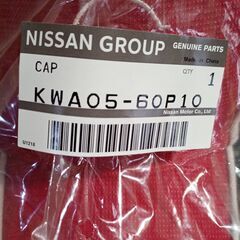 NISSAN GROUP GENUINE PARTS
Made in China
CAP QTY
KWA05-60P10 1
Nissan Motor Co., Ltd